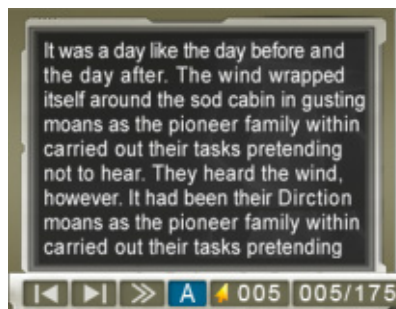 It was a day like the day before and
the day after. The wind wrapped
itself around the sod cabin in gusting
moans as the pioneer family within
carried out their tasks pretending
not to hear. They heard the wind,
however. It had been their Dirction
moans as the pioneer family within
carried out their tasks pretending
A 005 005/175